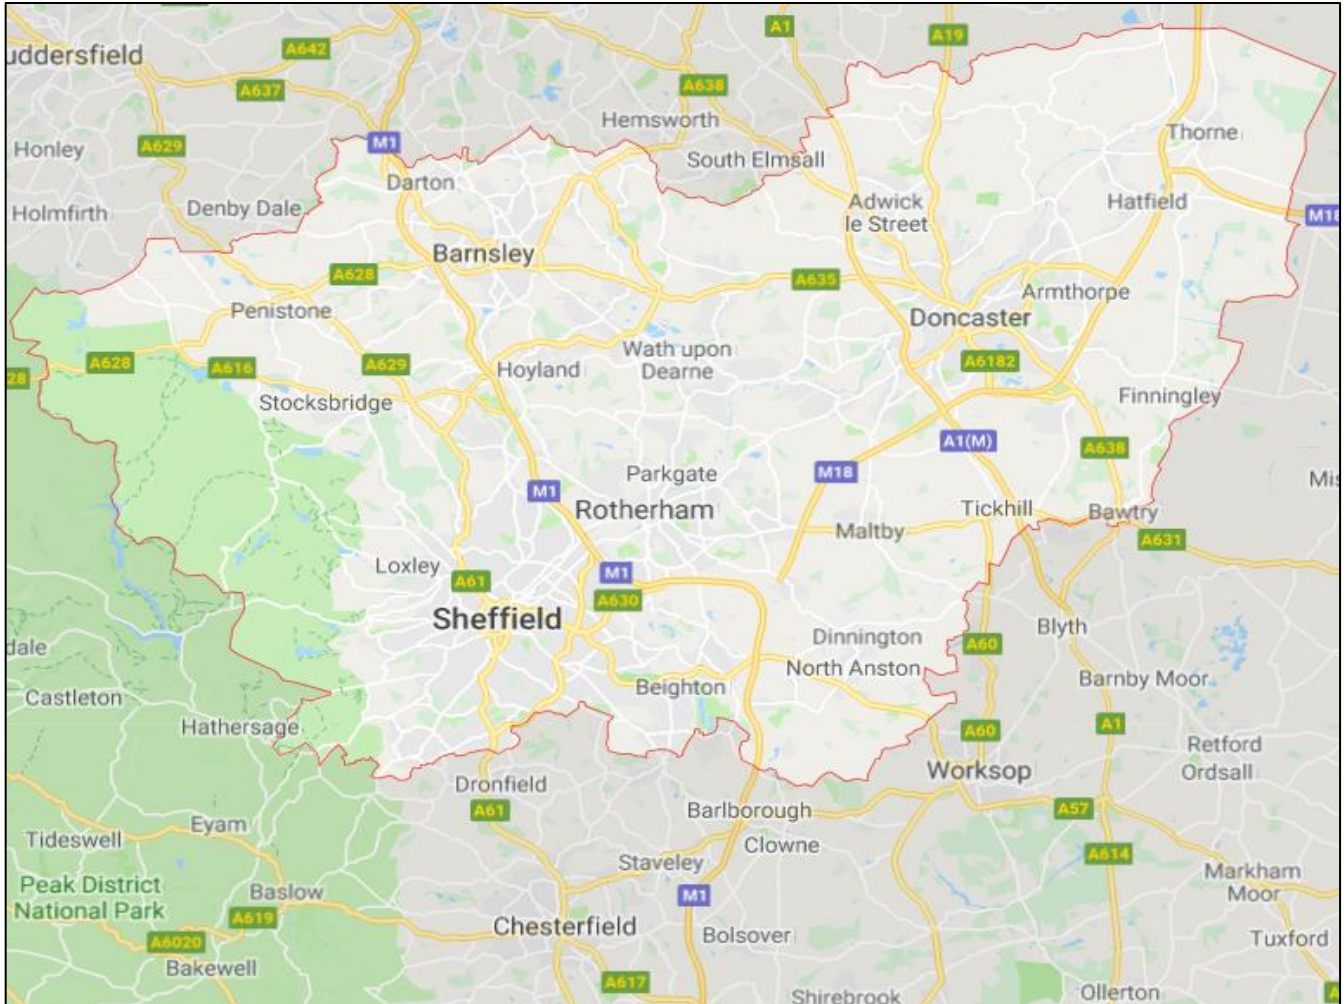 A1
A19
uddersfield
A642
A637
A638
Hemsworth
Thorne
M1
Honley
A629
South Elmsall
Darton
Adwick
le Street
Hatfield
Holmfirth
Denby Dale
M18
Barnsley
A628
A635
Armthorpe
Penistone
Doncaster
Wath upon
Dearne
A628
A616
A629
Hoyland
A6182
28
Stocksbridge
Finningley
A1(M)
A638
Parkgate
M18
M1
Rotherham
Tickhill
Bawtry
Maltby
A631
Loxley
A61
M1
A630
Sheffield
Dinnington
Blyth
A60
dale
North Anston
Castleton
Beighton
Barnby Moor
Hathersage
A60
A1
Retford
Ordsall
Worksop
Dronfield
A61
Barlborough
A57
Tideswell
Eyam
Clowne
Staveley
A614
Markham
Moor
Peak District
National Park
Baslow
M1
A619
Chesterfield
Bolsover
A6020
Bakewell
Tuxford
A617
Shirebrook
Ollerton